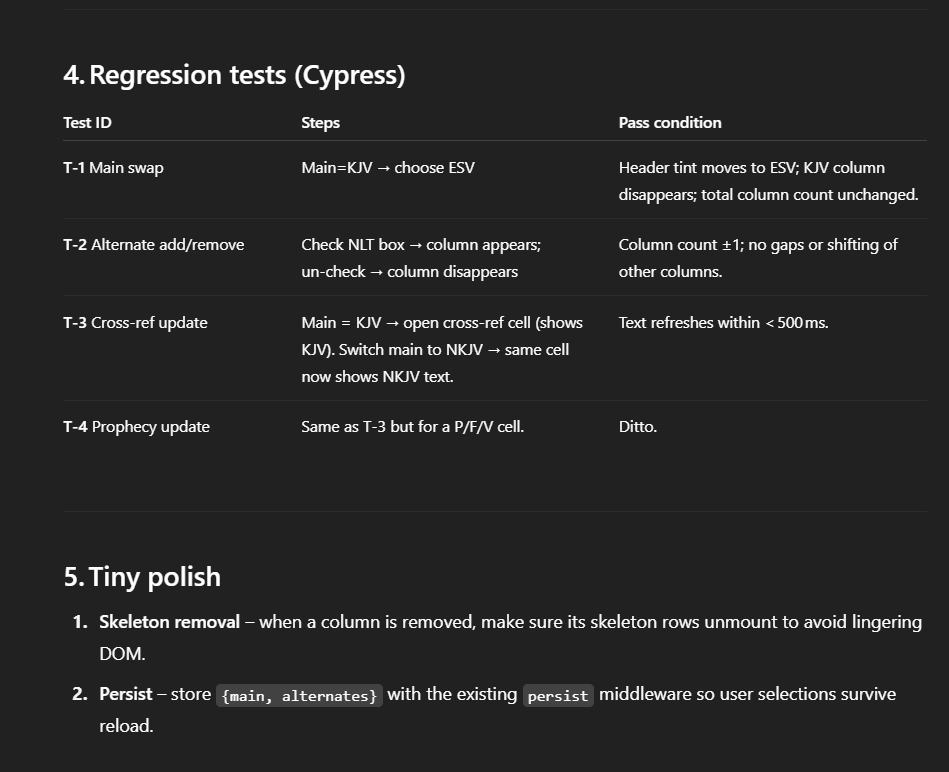 4. Regression tests (Cypress)
Test ID Steps Pass condition
T-1 Main swap Main=KJV → choose ESV Header tint moves to ESV; KJV column
disappears; total column count unchanged.
T-2 Alternate add/remove Check NLT box → column appears; Column count ±1; no gaps or shifting of
un-check → column disappears other columns.
T-3 Cross-ref update Main = KJV → open cross-ref cell (shows Text refreshes within < 500 ms.
KJV). Switch main to NKJV → same cell
now shows NKJV text.
T-4 Prophecy update Same as T-3 but for a P/F/V cell. Ditto.
5. Tiny polish
1. Skeleton removal – when a column is removed, make sure its skeleton rows unmount to avoid lingering
DOM.
2. Persist – store {main, alternates} with the existing persist middleware so user selections survive
reload.